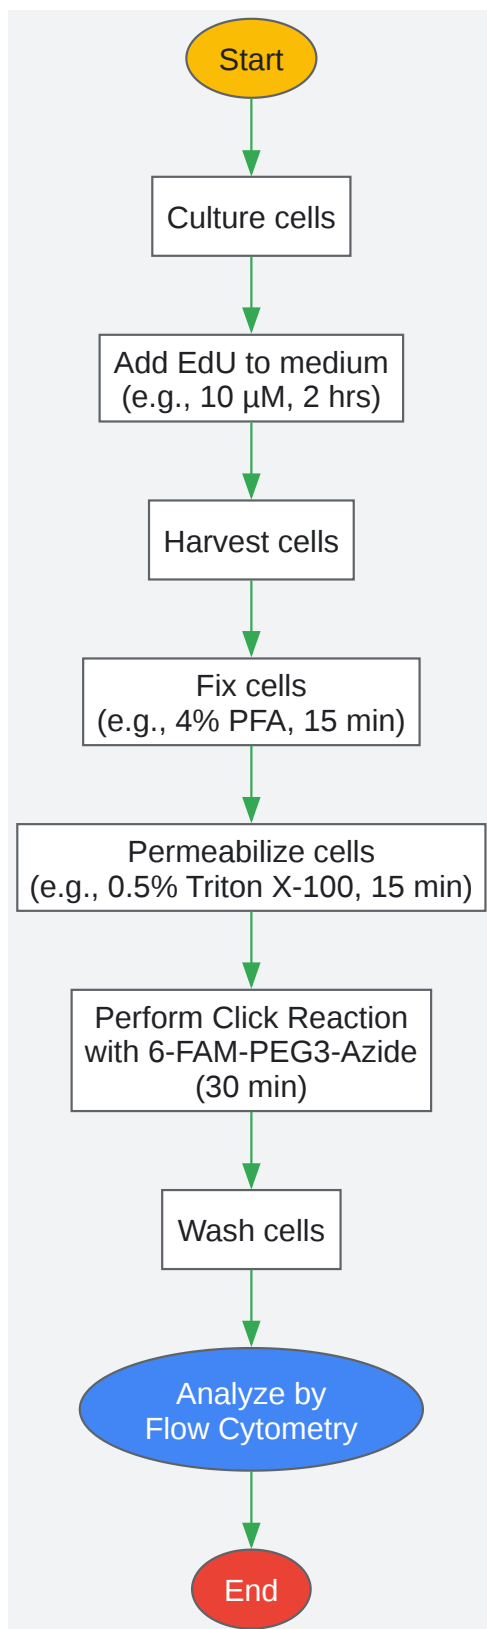 Start
Culture cells
Add EdU to medium
(e.g., 10 µM, 2 hrs)
Harvest cells
Fix cells
(e.g., 4% PFA, 15 min)
Permeabilize cells
(e.g., 0.5% Triton X-100, 15 min)
Perform Click Reaction
with 6-FAM-PEG3-Azide
(30 min)
Wash cells
Analyze by
Flow Cytometry
End